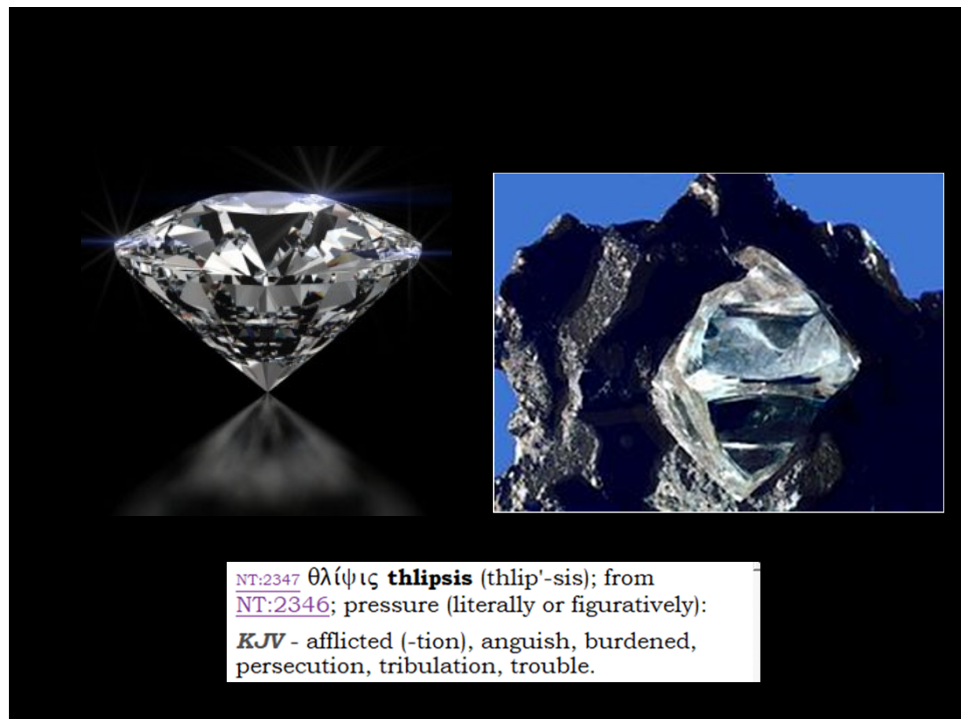 NT:2347 θλίψις thlipsis (thlip'-sis); from
NT:2346; pressure (literally or figuratively):
KJV - afflicted (-tion), anguish, burdened,
persecution, tribulation, trouble.